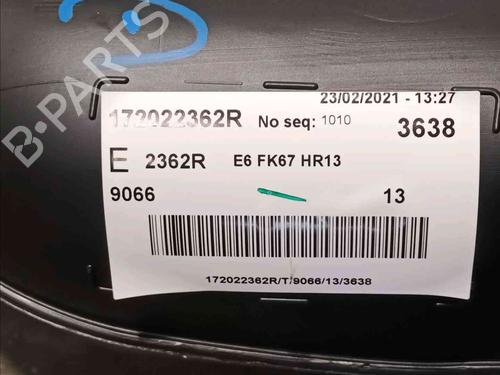 23/02/2021 - 13:27
172022362R No seq: 1010 3638
E 2362R E6 FK67 HR13
9066 13
172022362R/T/9066/13/3638
B-PARTS